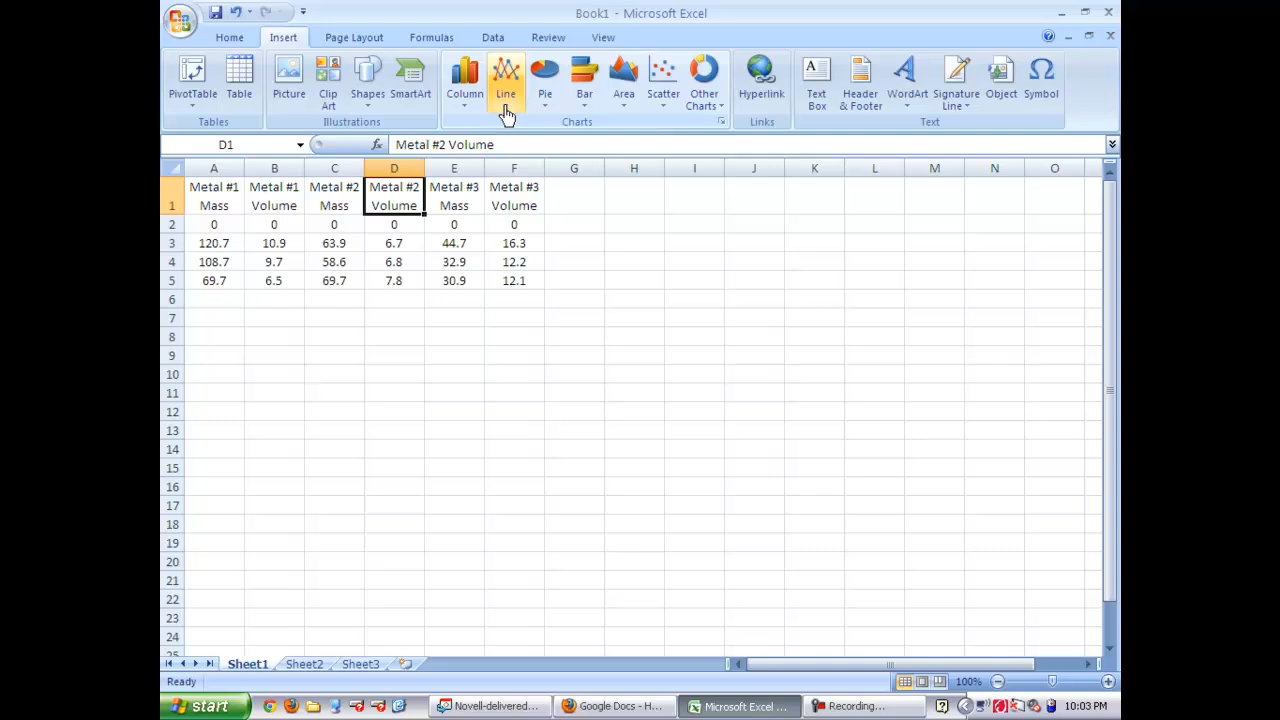 Book1 - Microsoft Excel
Home Insert Page Layout Formulas Data Review View
PivotTable Table Picture Clip Art Shapes SmartArt Column Line Pie Bar Area Scatter Other Charts Hyperlink Text Box Header & Footer WordArt Signature Line Object Symbol
Tables Illustrations Charts Links Text
D1 fx Metal #2 Volume
A B C D E F G H I J K L M N O
Metal #1 Metal #1 Metal #2 Metal #2 Metal #3 Metal #3
1 Mass Volume Mass Volume Mass Volume
2 0 0 0 0 0 0
3 120.7 10.9 63.9 6.7 44.7 16.3
4 108.7 9.7 58.6 6.8 32.9 12.2
5 69.7 6.5 69.7 7.8 30.9 12.1
6
7
8
9
10
11
12
13
14
15
16
17
18
19
20
21
22
23
24
25
Sheet1 Sheet2 Sheet3
Ready 100%
start Novell-delivered... Google Docs - H... Microsoft Excel ... Recording... 10:03 PM